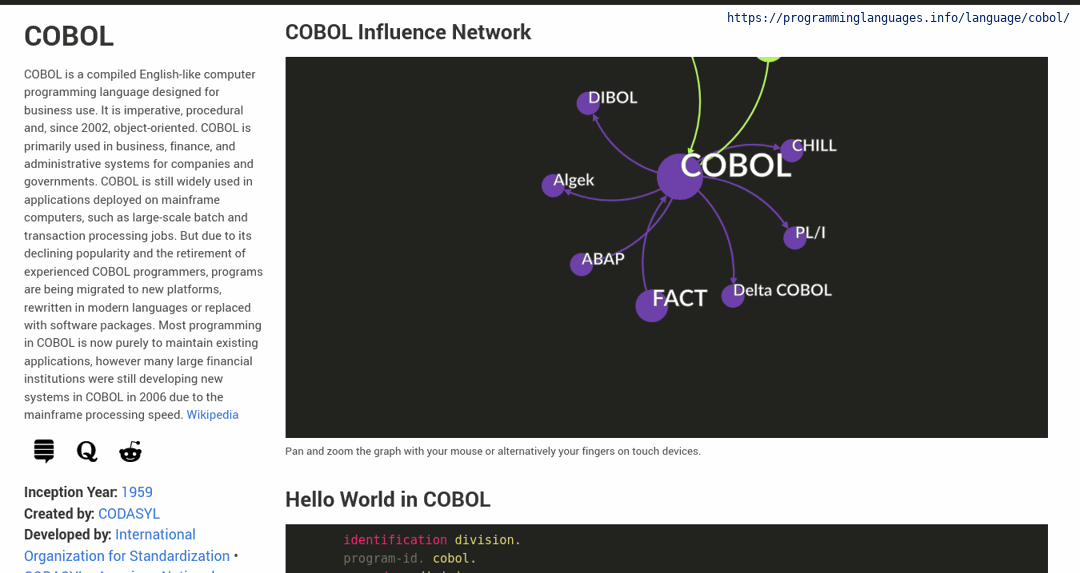 https://programminglanguages.info/language/cobol/
COBOL
COBOL is a compiled English-like computer
programming language designed for
business use. It is imperative, procedural
and, since 2002, object-oriented. COBOL is
primarily used in business, finance, and
administrative systems for companies and
governments. COBOL is still widely used in
applications deployed on mainframe
computers, such as large-scale batch and
transaction processing jobs. But due to its
declining popularity and the retirement of
experienced COBOL programmers, programs
are being migrated to new platforms,
rewritten in modern languages or replaced
with software packages. Most programming
in COBOL is now purely to maintain existing
applications, however many large financial
institutions were still developing new
systems in COBOL in 2006 due to the
mainframe processing speed. Wikipedia
Inception Year: 1959
Created by: CODASYL
Developed by: International
Organization for Standardization •
COBOL Influence Network
DIBOL
CHILL
COBOL
Algek
PL/I
ABAP
Delta COBOL
FACT
Pan and zoom the graph with your mouse or alternatively your fingers on touch devices.
Hello World in COBOL
identification division.
program-id. cobol.